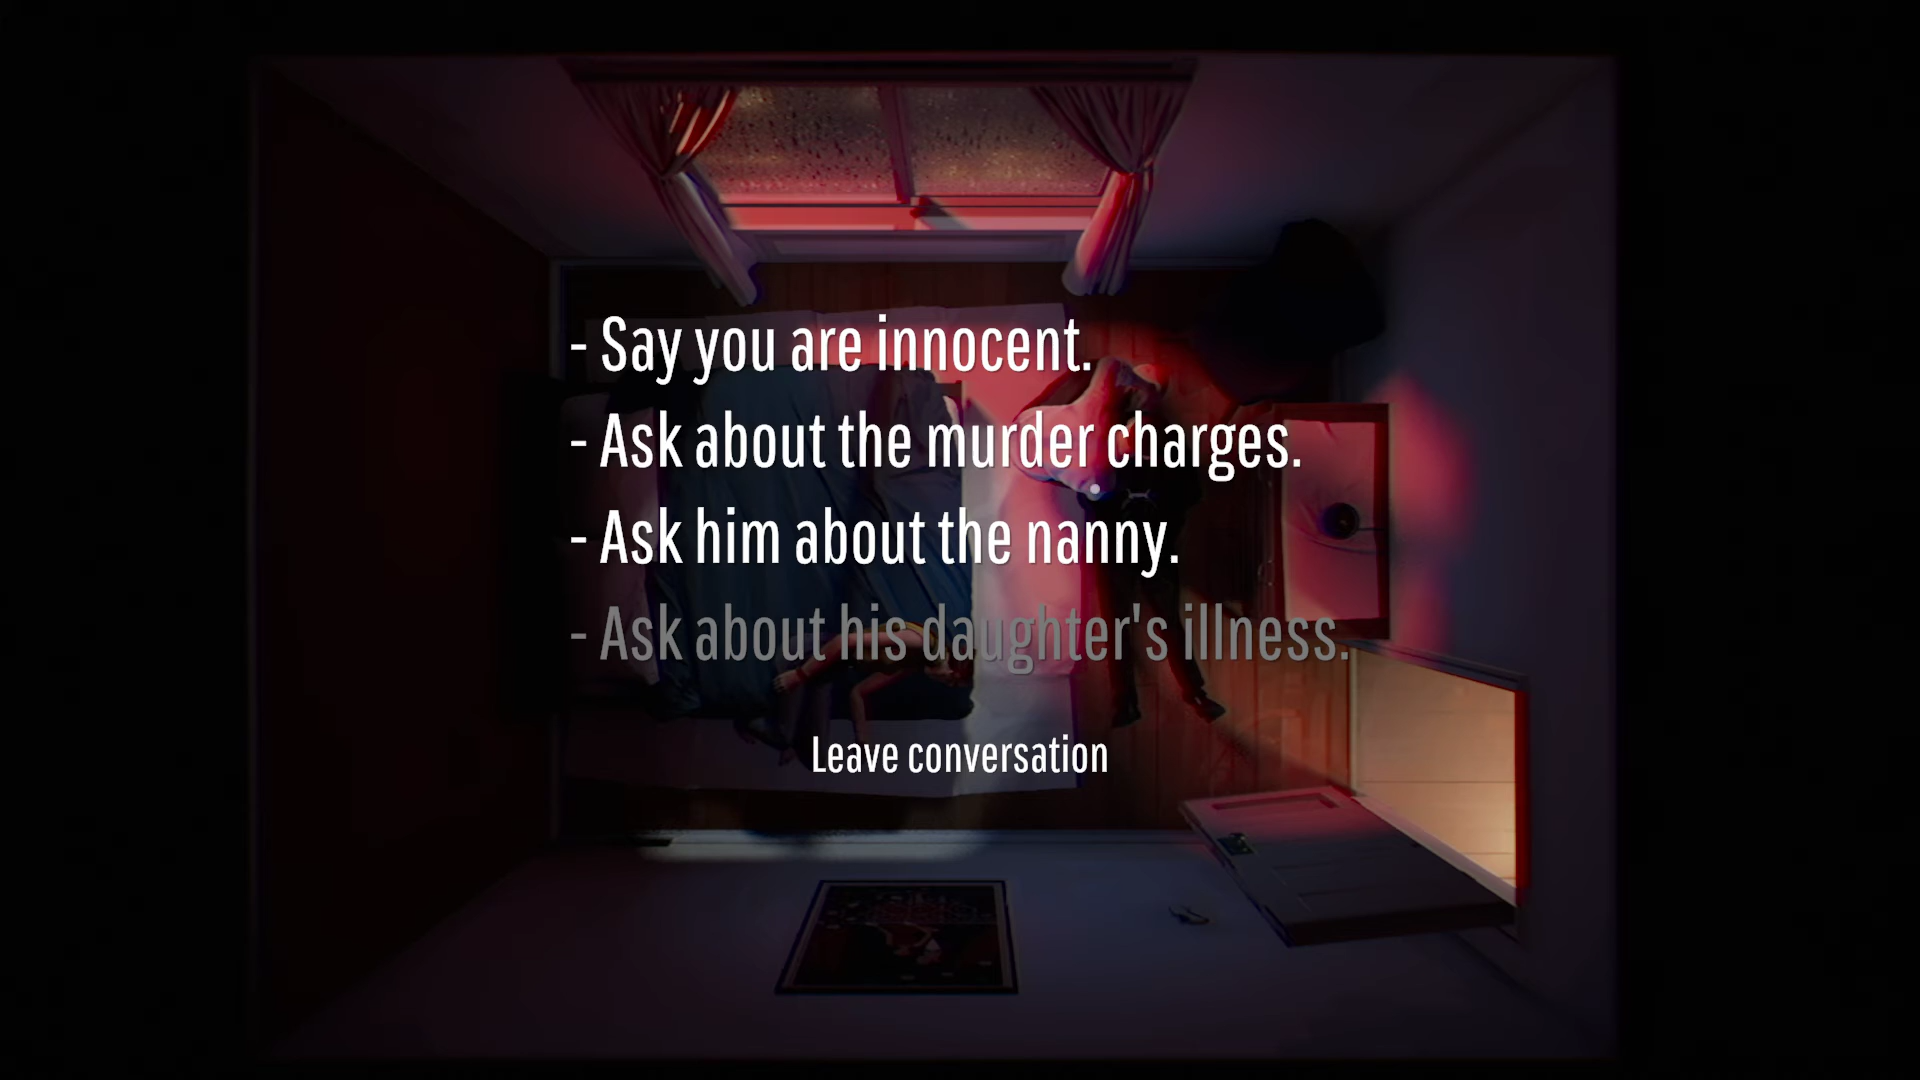 - Say you are innocent.
- Ask about the murder charges.
- Ask him about the nanny.
- Ask about his daughter's illness.
Leave conversation